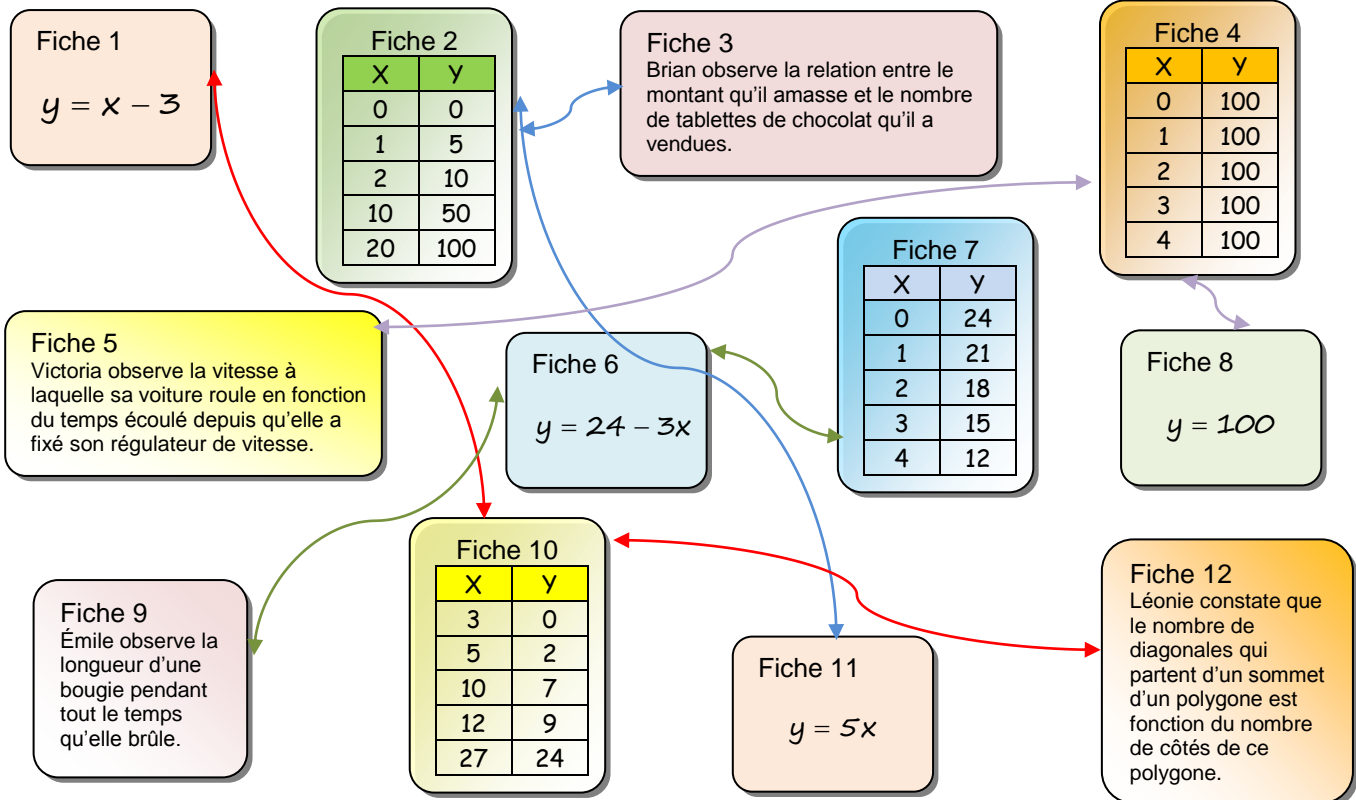 Fiche 1
y = x – 3
Fiche 2
X Y
0 0
1 5
2 10
10 50
20 100
Fiche 3
Brian observe la relation entre le
montant qu'il amasse et le nombre
de tablettes de chocolat qu'il a
vendues.
Fiche 4
X Y
0 100
1 100
2 100
3 100
4 100
Fiche 5
Victoria observe la vitesse à
laquelle sa voiture roule en fonction
du temps écoulé depuis qu'elle a
fixé son régulateur de vitesse.
Fiche 6
y = 24 – 3x
Fiche 7
X Y
0 24
1 21
2 18
3 15
4 12
Fiche 8
y = 100
Fiche 9
Émile observe la
longueur d'une
bougie pendant
tout le temps
qu'elle brûle.
Fiche 10
X Y
3 0
5 2
10 7
12 9
27 24
Fiche 11
y = 5x
Fiche 12
Léonie constate que
le nombre de
diagonales qui
partent d'un sommet
d'un polygone est
fonction du nombre
de côtés de ce
polygone.